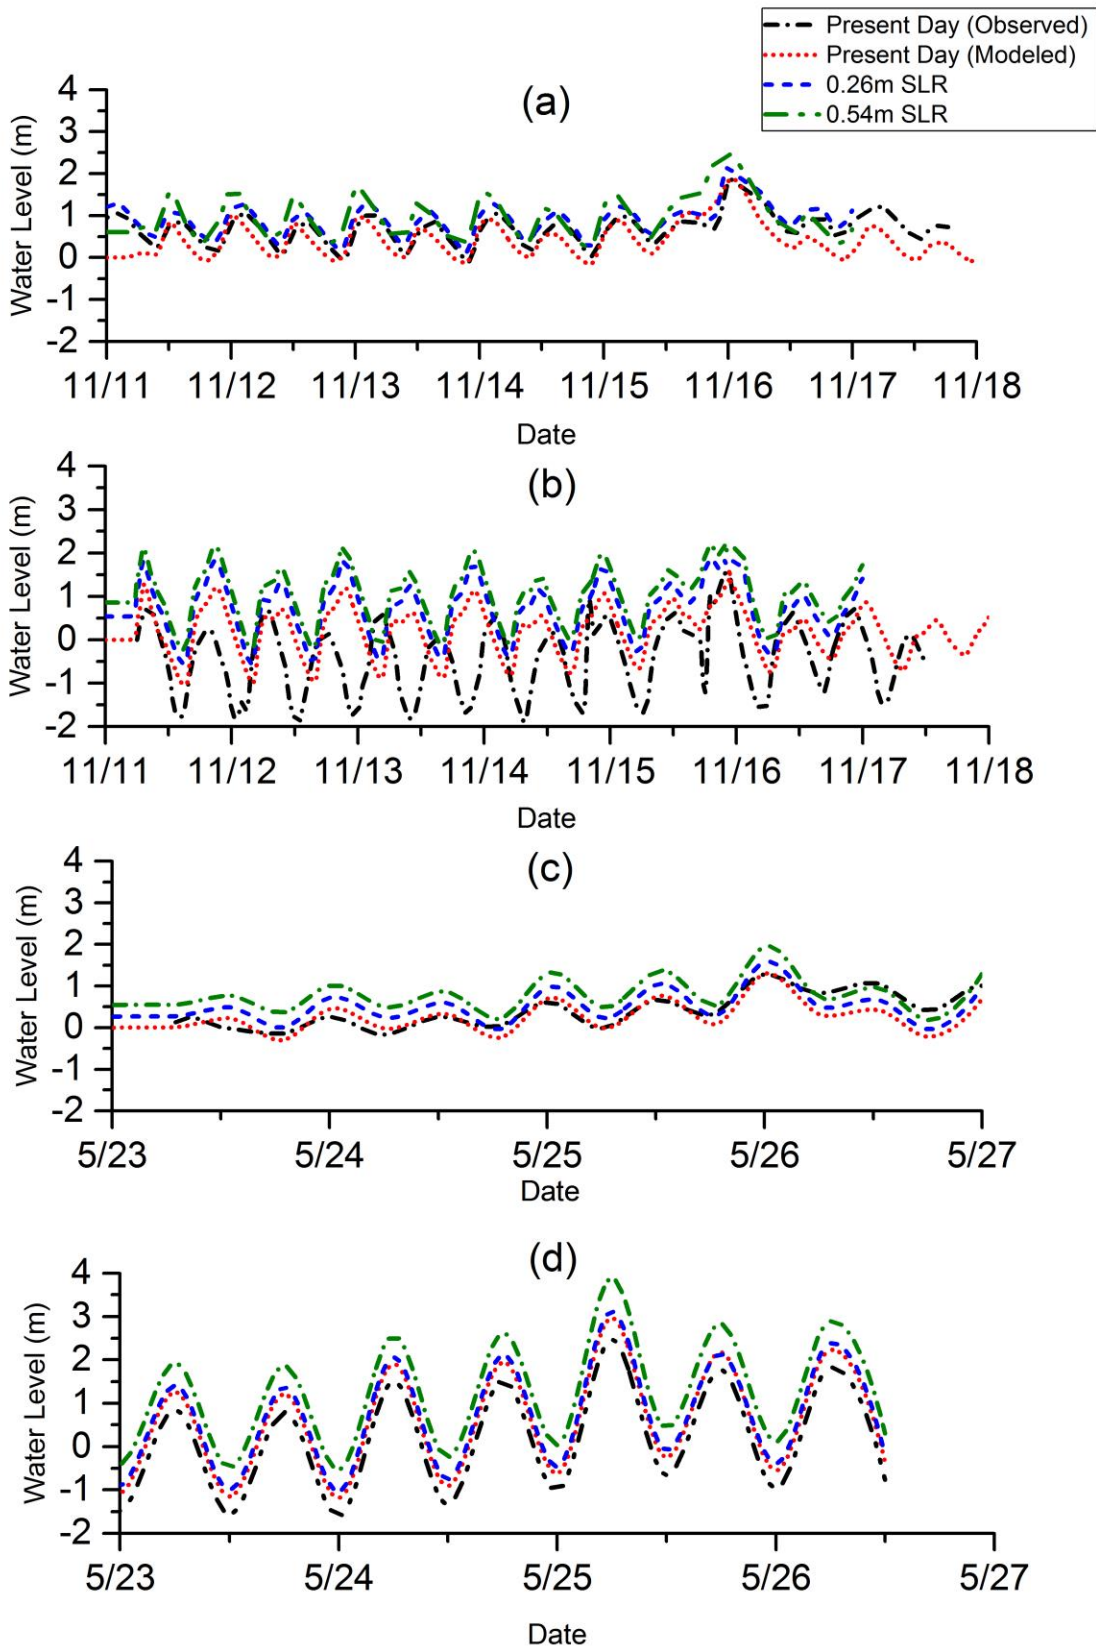 Present Day (Observed)
Present Day (Modeled)
0.26m SLR
0.54m SLR
(a)
Water Level (m)
4
3
2
1
0
-1
-2
11/11 11/12 11/13 11/14 11/15 11/16 11/17 11/18
Date
(b)
Water Level (m)
4
3
2
1
0
-1
-2
11/11 11/12 11/13 11/14 11/15 11/16 11/17 11/18
Date
(c)
Water Level (m)
4
3
2
1
0
-1
-2
5/23 5/24 5/25 5/26 5/27
Date
(d)
Water Level (m)
4
3
2
1
0
-1
-2
5/23 5/24 5/25 5/26 5/27
Date